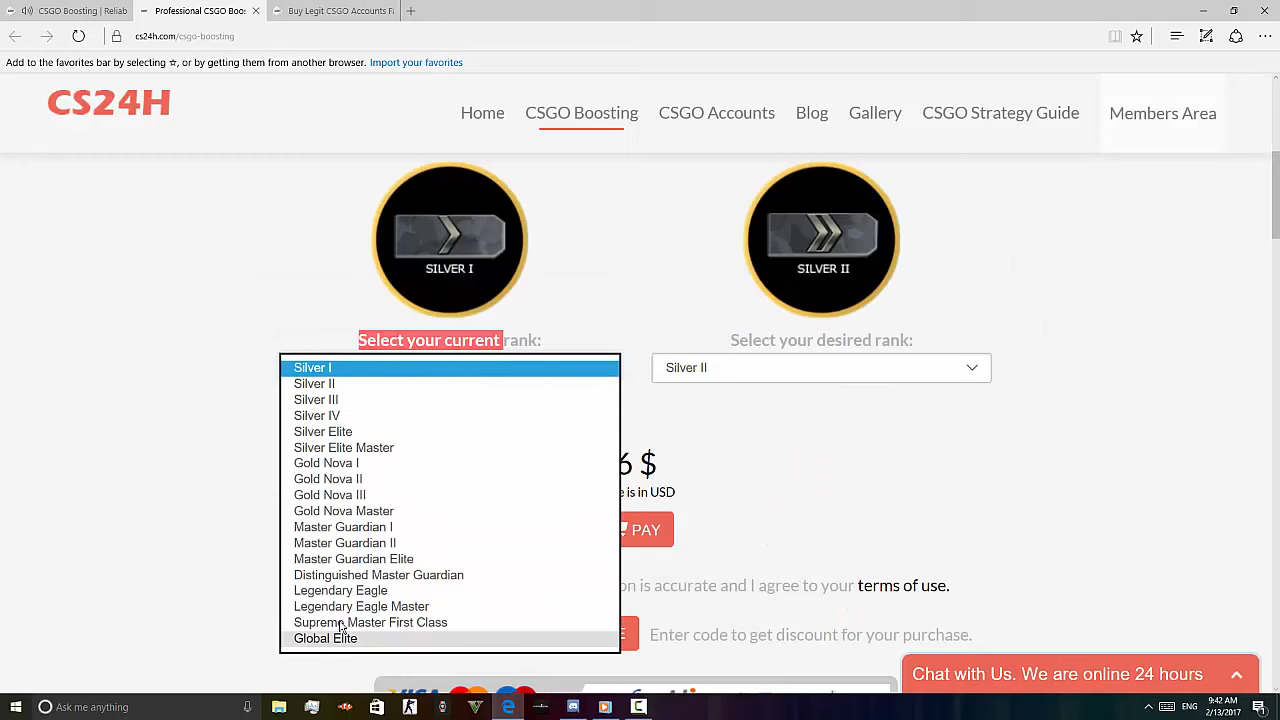 CSGO Boosting | Reliab
Professional CSGO Boos
Buy Legit CSGO Accounts Fa
cs24h.com/csgo-boosting
Add to the favorites bar by selecting ☆, or by getting them from another browser. Import your favorites
CS24H
Home CSGO Boosting CSGO Accounts Blog Gallery CSGO Strategy Guide Members Area
SILVER I
SILVER II
Select your current rank:
Select your desired rank:
Silver I
Silver II
Silver II
Silver III
Silver IV
Silver Elite
Silver Elite Master
Gold Nova I
Gold Nova II
Gold Nova III
Gold Nova Master
Master Guardian I
Master Guardian II
Master Guardian Elite
Distinguished Master Guardian
Legendary Eagle
Legendary Eagle Master
Supreme Master First Class
Global Elite
6 $
is in USD
PAY
on is accurate and I agree to your terms of use.
Enter code to get discount for your purchase.
VISA
Chat with Us. We are online 24 hours
Ask me anything
ENG
9:42 AM
2/13/2017